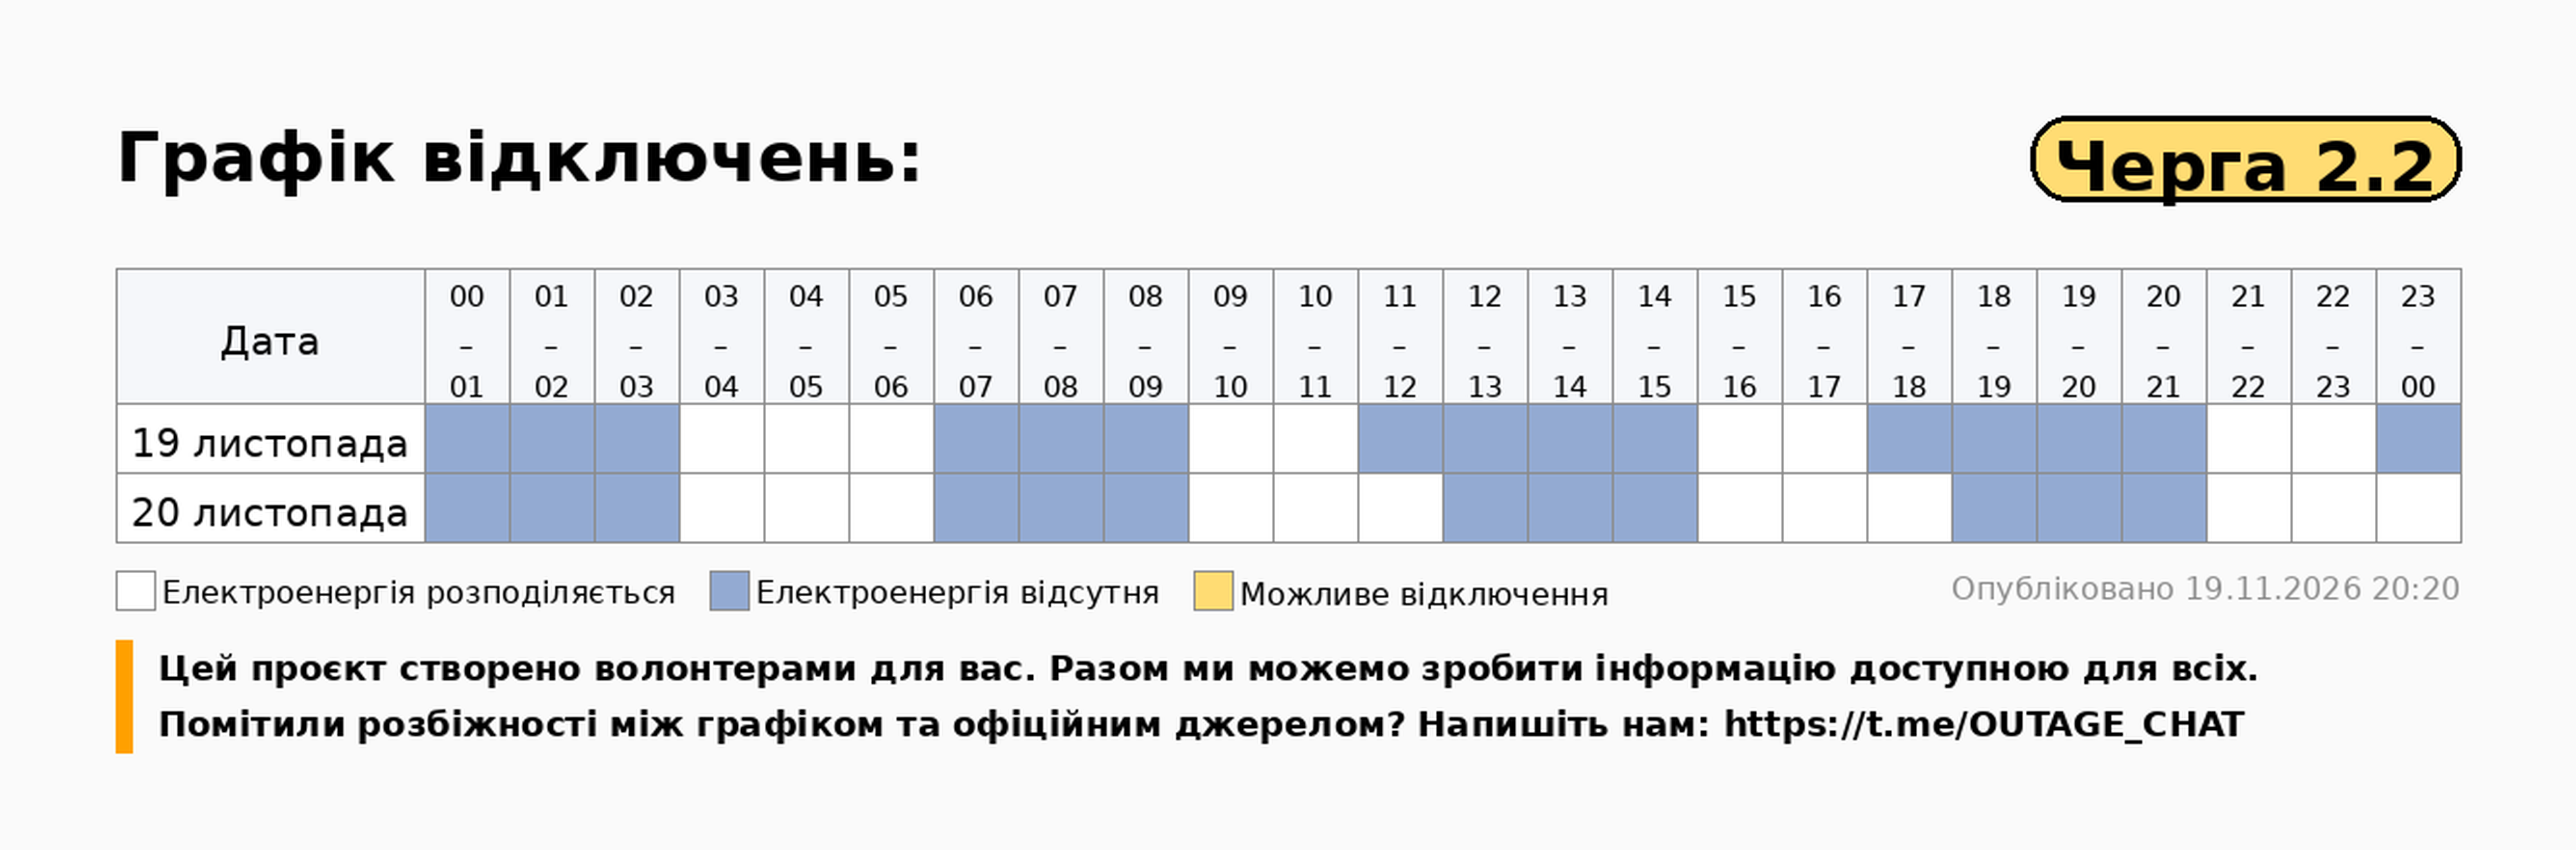 Графік відключень:
Черга 2.2
Дата 00 – 01 01 – 02 02 – 03 03 – 04 04 – 05 05 – 06 06 – 07 07 – 08 08 – 09 09 – 10 10 – 11 11 – 12 12 – 13 13 – 14 14 – 15 15 – 16 16 – 17 17 – 18 18 – 19 19 – 20 20 – 21 21 – 22 22 – 23 23 – 00
19 листопада
20 листопада
Електроенергія розподіляється Електроенергія відсутня Можливе відключення Опубліковано 19.11.2026 20:20
Цей проєкт створено волонтерами для вас. Разом ми можемо зробити інформацію доступною для всіх.
Помітили розбіжності між графіком та офіційним джерелом? Напишіть нам: https://t.me/OUTAGE_CHAT